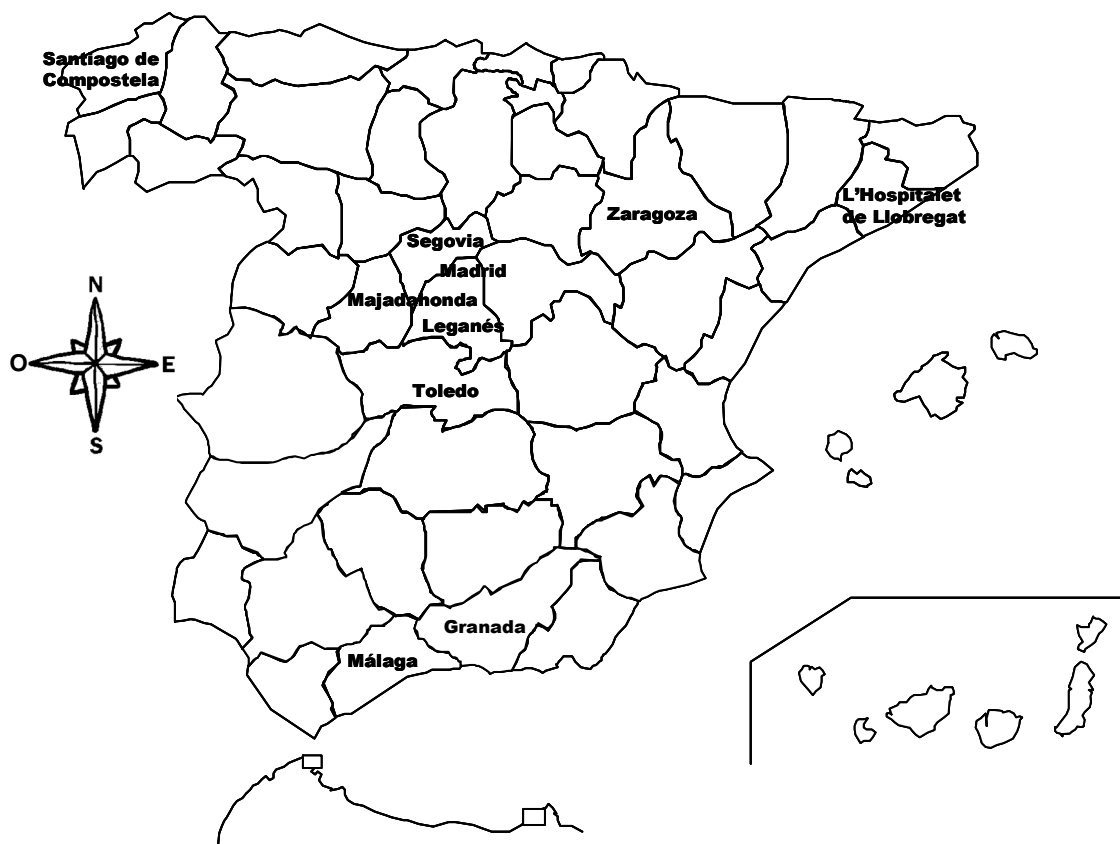 Santiago de
Compostela
L'Hospitalet
de Llobregat
Zaragoza
Segovia
Madrid
Majadahonda
Leganés
Toledo
Granada
Málaga
N
O
E
S